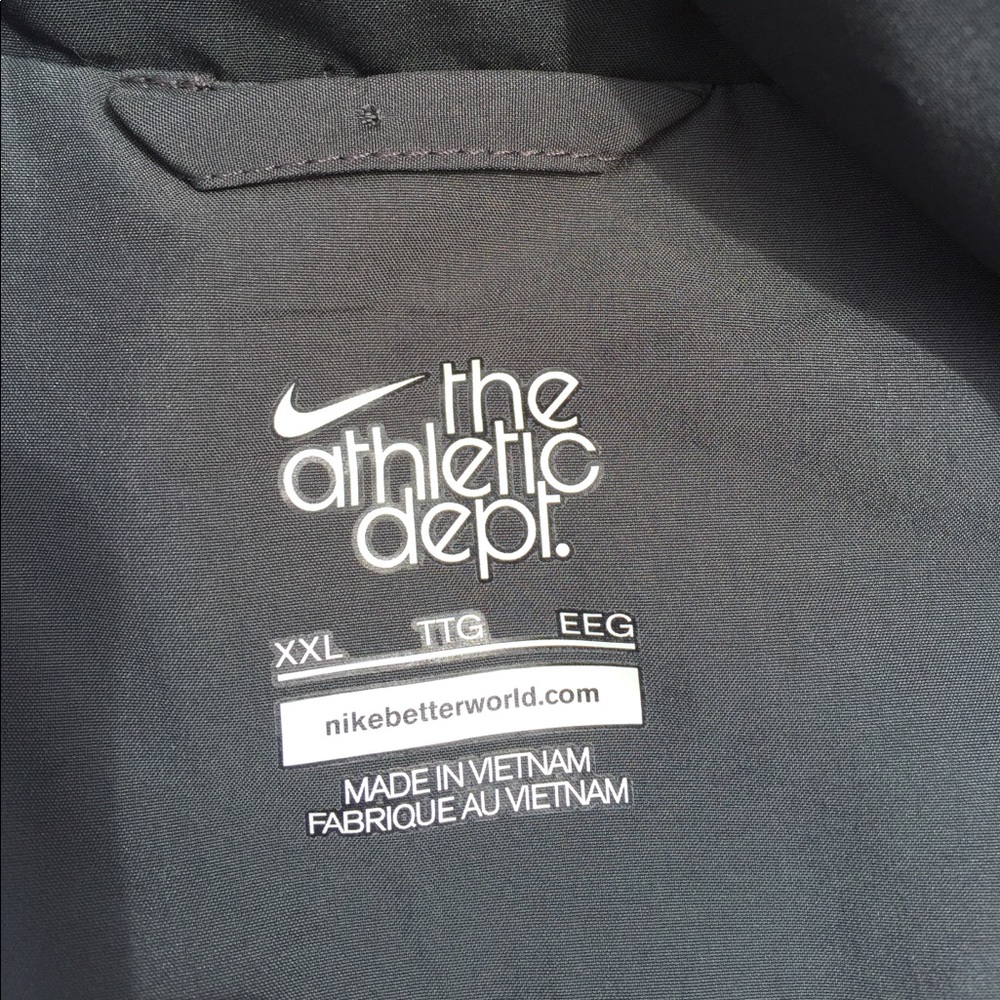 the
athletic
dept.
XXL TTG EEG
nikebetterworld.com
MADE IN VIETNAM
FABRIQUE AU VIETNAM